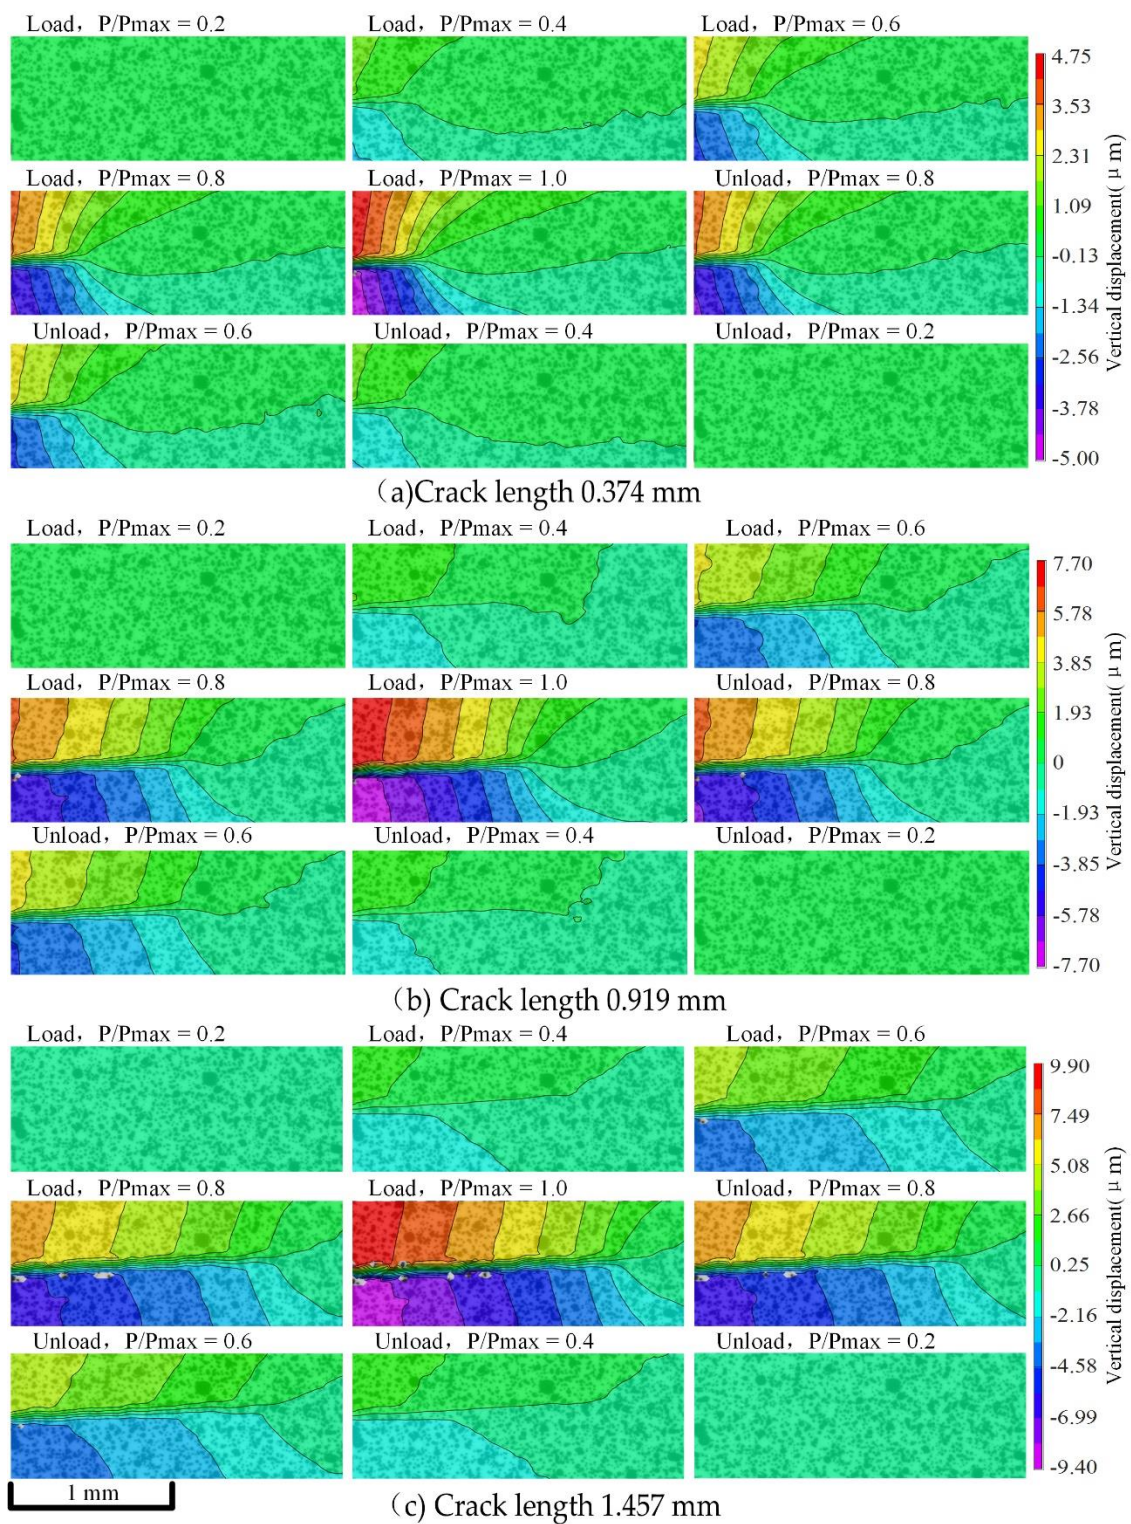 Load，P/Pmax = 0.2
Load，P/Pmax = 0.4
Load，P/Pmax = 0.6
Load，P/Pmax = 0.8
Load，P/Pmax = 1.0
Unload，P/Pmax = 0.8
Unload，P/Pmax = 0.6
Unload，P/Pmax = 0.4
Unload，P/Pmax = 0.2
4.75
3.53
2.31
1.09
-0.13
-1.34
-2.56
-3.78
-5.00
Vertical displacement(μm)
（a)Crack length 0.374 mm
Load，P/Pmax = 0.2
Load，P/Pmax = 0.4
Load，P/Pmax = 0.6
Load，P/Pmax = 0.8
Load，P/Pmax = 1.0
Unload，P/Pmax = 0.8
Unload，P/Pmax = 0.6
Unload，P/Pmax = 0.4
Unload，P/Pmax = 0.2
7.70
5.78
3.85
1.93
0
-1.93
-3.85
-5.78
-7.70
Vertical displacement(μm)
（b) Crack length 0.919 mm
Load，P/Pmax = 0.2
Load，P/Pmax = 0.4
Load，P/Pmax = 0.6
Load，P/Pmax = 0.8
Load，P/Pmax = 1.0
Unload，P/Pmax = 0.8
Unload，P/Pmax = 0.6
Unload，P/Pmax = 0.4
Unload，P/Pmax = 0.2
9.90
7.49
5.08
2.66
0.25
-2.16
-4.58
-6.99
-9.40
Vertical displacement(μm)
1 mm
（c) Crack length 1.457 mm